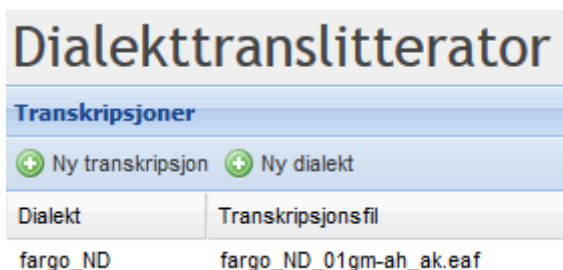 Dialekttranslitterator
Transkripsjoner
Ny transkripsjon Ny dialekt
Dialekt Transkripsjonsfil
fargo_ND fargo_ND_01gm-ah_ak.eaf